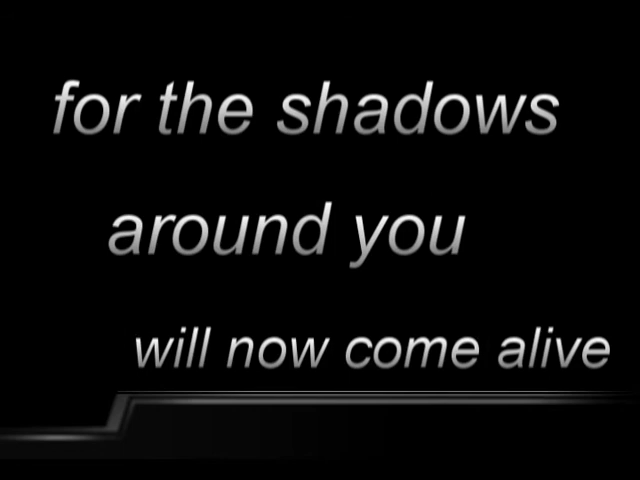 for the shadows
around you
will now come alive